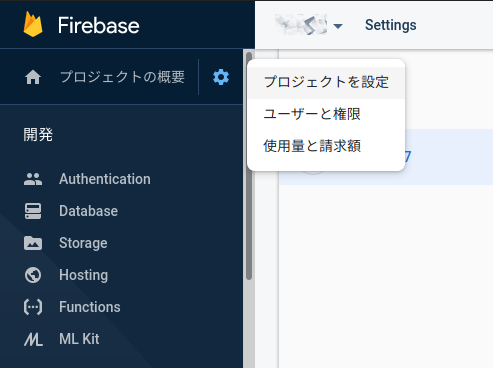 Firebase
Settings
プロジェクトの概要
プロジェクトを設定
ユーザーと権限
使用量と請求額
7
開発
Authentication
Database
Storage
Hosting
Functions
ML Kit